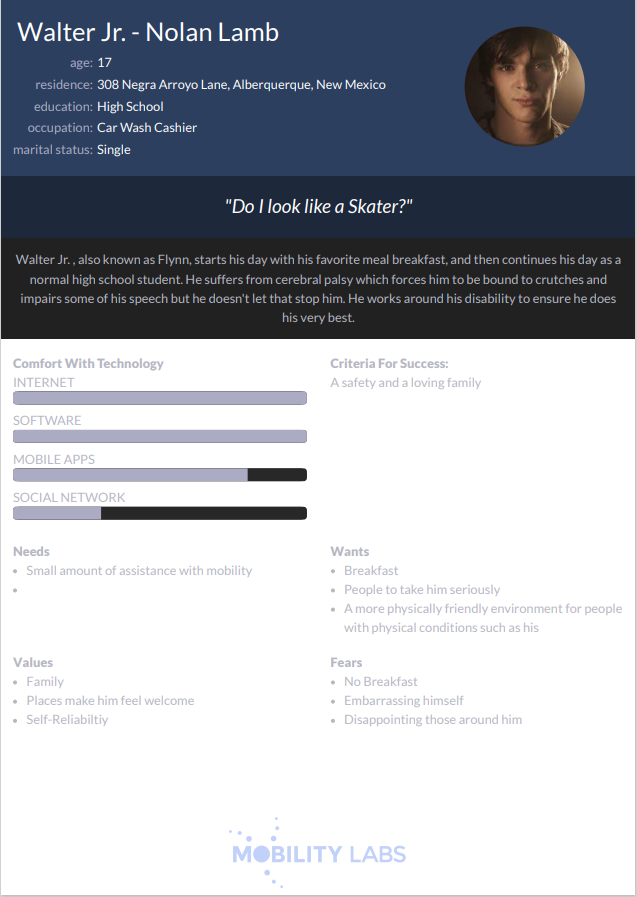 Walter Jr. - Nolan Lamb
age: 17
residence: 308 Negra Arroyo Lane, Alberquerque, New Mexico
education: High School
occupation: Car Wash Cashier
marital status: Single
"Do I look like a Skater?"
Walter Jr. , also known as Flynn, starts his day with his favorite meal breakfast, and then continues his day as a
normal high school student. He suffers from cerebral palsy which forces him to be bound to crutches and
impairs some of his speech but he doesn't let that stop him. He works around his disability to ensure he does
his very best.
Comfort With Technology
INTERNET
SOFTWARE
MOBILE APPS
SOCIAL NETWORK
Criteria For Success:
A safety and a loving family
Needs
• Small amount of assistance with mobility
•
Wants
• Breakfast
• People to take him seriously
• A more physically friendly environment for people
with physical conditions such as his
Values
• Family
• Places make him feel welcome
• Self-Reliabiltiy
Fears
• No Breakfast
• Embarrassing himself
• Disappointing those around him
MOBILITY LABS